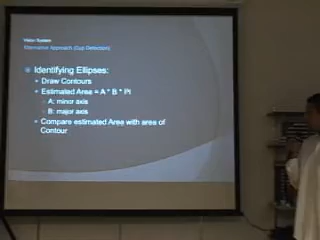 Vision System
Elimination Approach (Cup Detection)
Identifying Ellipses:
Draw Contours
Estimated Area = A * B * PI
A: minor axis
B: major axis
Compare estimated Area with area of
Contour